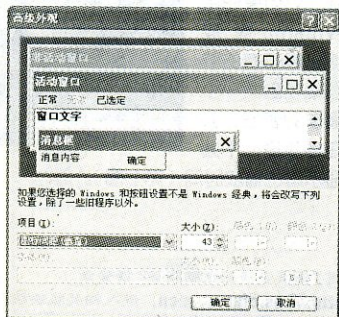 高级外观
非活动窗口
活动窗口
正常 已选定
窗口文字
消息框
消息内容
确定
如果您选择的 Windows 和按钮设置不是 Windows 经典，将会改写下列
设置，除了一些旧程序以外。
项目(I): 大小(Z):
43
确定 取消